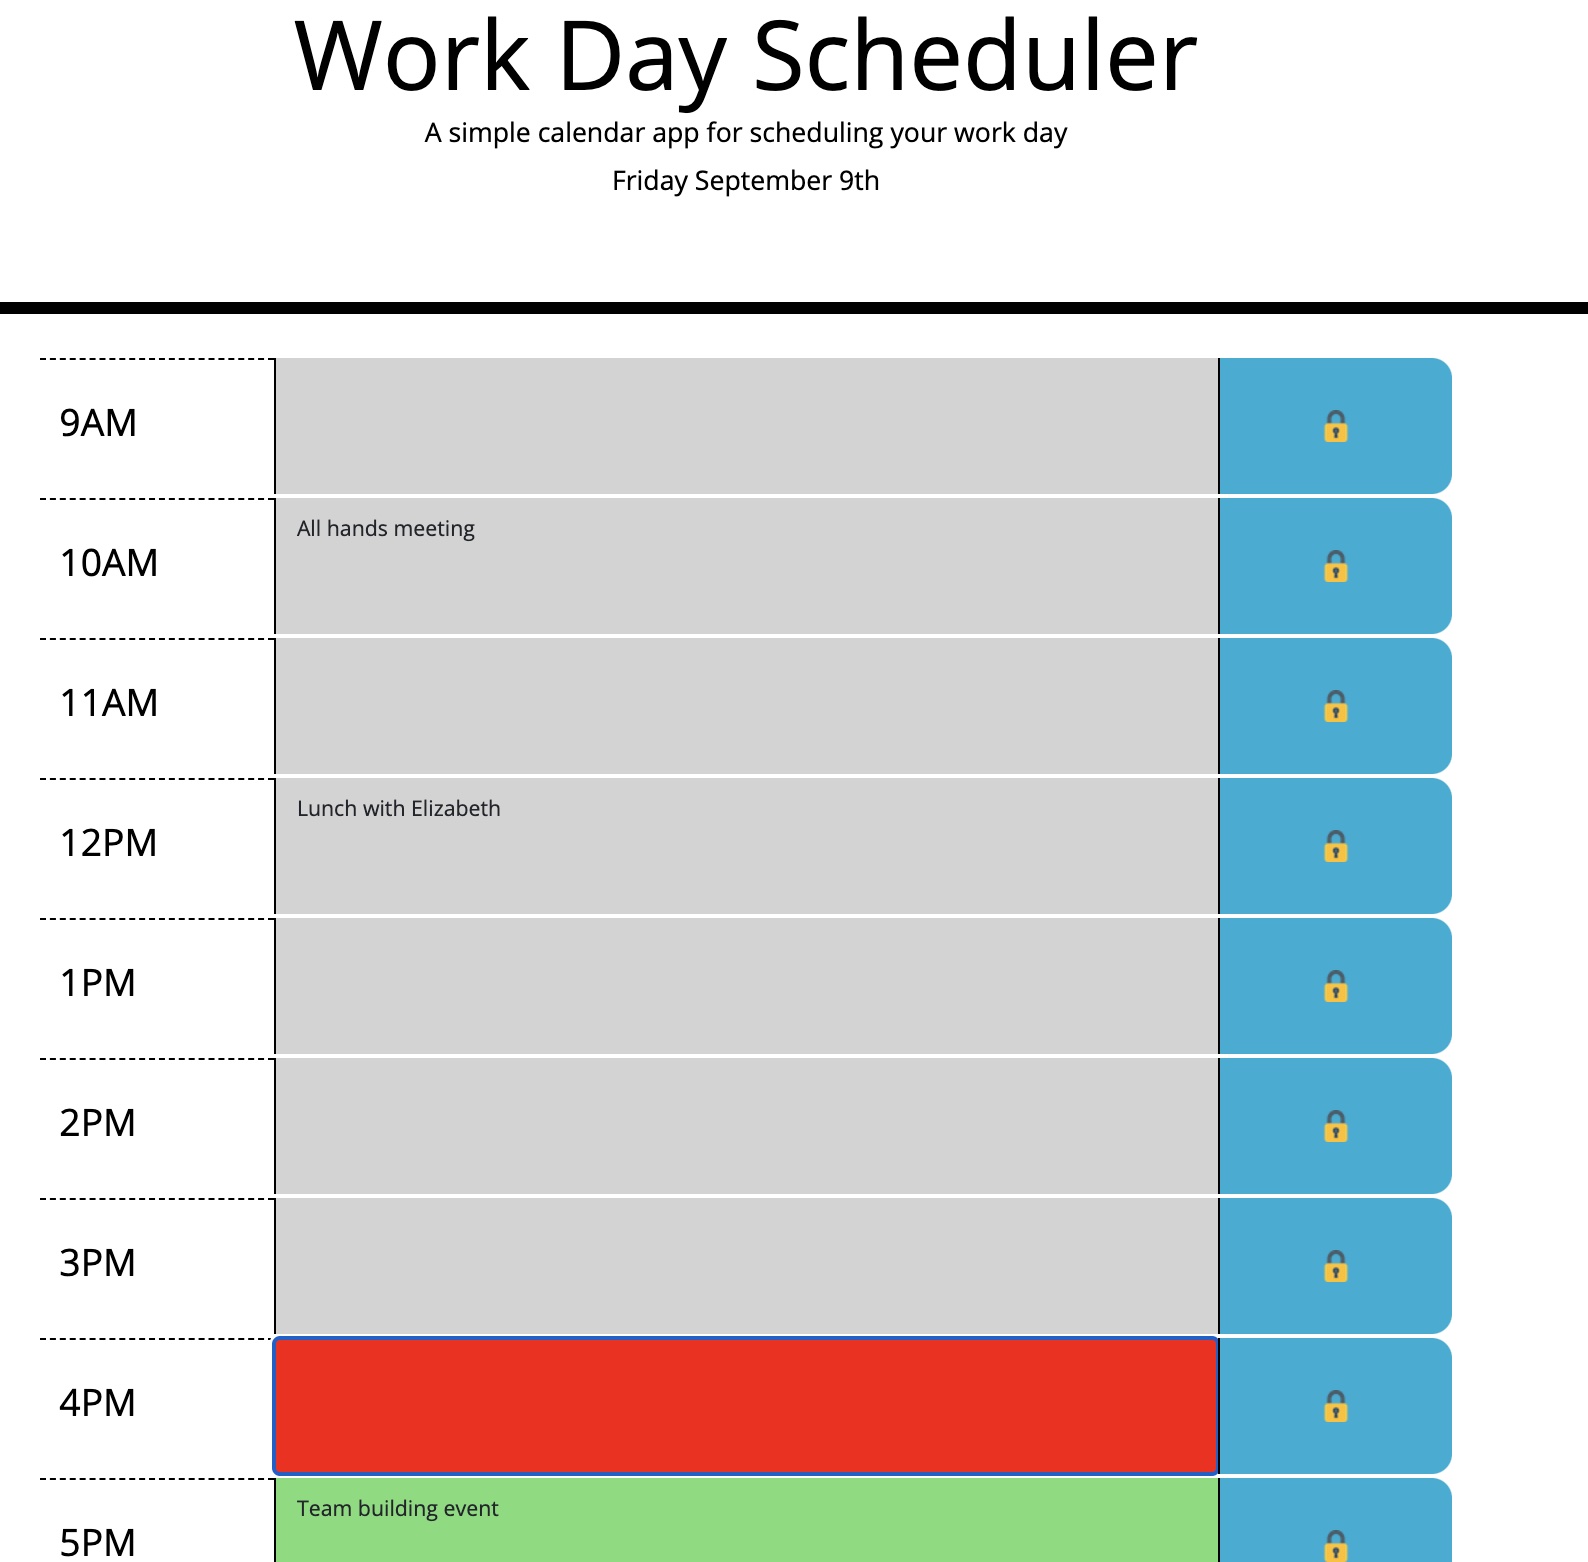 Work Day Scheduler
A simple calendar app for scheduling your work day
Friday September 9th
9AM
10AM
All hands meeting
11AM
12PM
Lunch with Elizabeth
1PM
2PM
3PM
4PM
5PM
Team building event